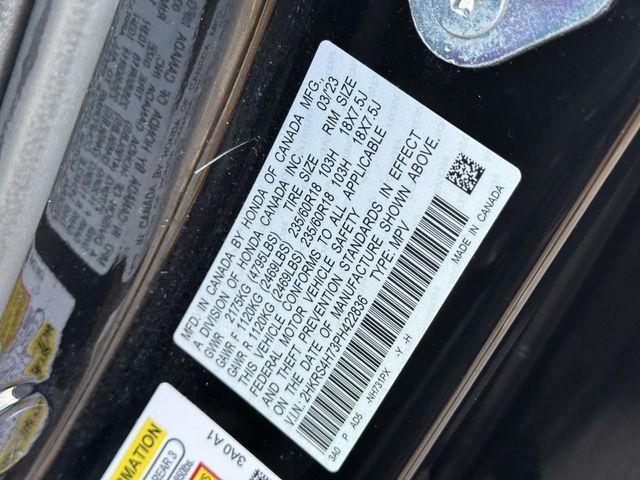 MFD. IN CANADA BY HONDA OF CANADA MFG.,
A DIVISION OF HONDA CANADA INC. 03/23
GVWR 2175KG (4795LBS) TIRE SIZE RIM SIZE
GAWR F 1120KG (2469LBS) 235/60R18 103H 18X7.5J
GAWR R 1120KG (2469LBS) 235/60R18 103H 18X7.5J
THIS VEHICLE CONFORMS TO ALL APPLICABLE
FEDERAL MOTOR VEHICLE SAFETY
AND THEFT PREVENTION STANDARDS IN EFFECT
ON THE DATE OF MANUFACTURE SHOWN ABOVE.
V.I.N.: 2HKRS4H73PH422836 TYPE: MPV
3A0 P AD5 -NH731PX -Y -H MADE IN CANADA
3A0 A1
REAR 3